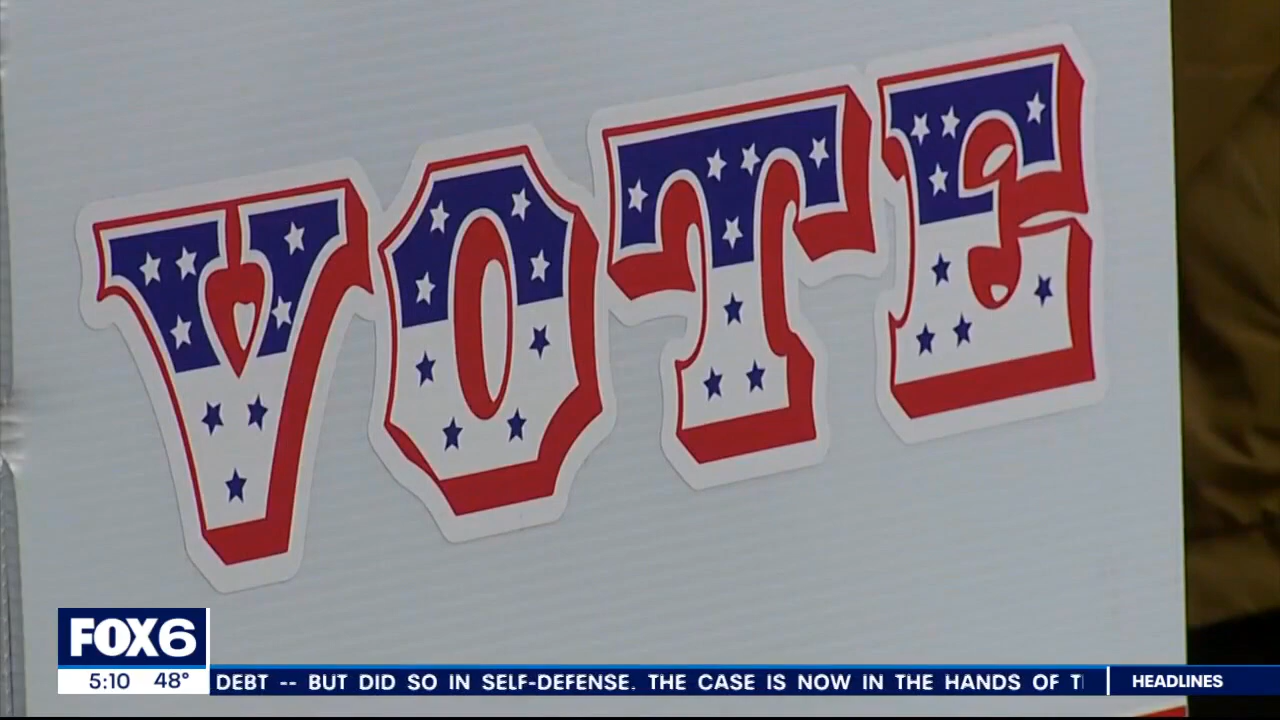 VOTE
FOX6
5:10 48° DEBT -- BUT DID SO IN SELF-DEFENSE. THE CASE IS NOW IN THE HANDS OF HEADLINES